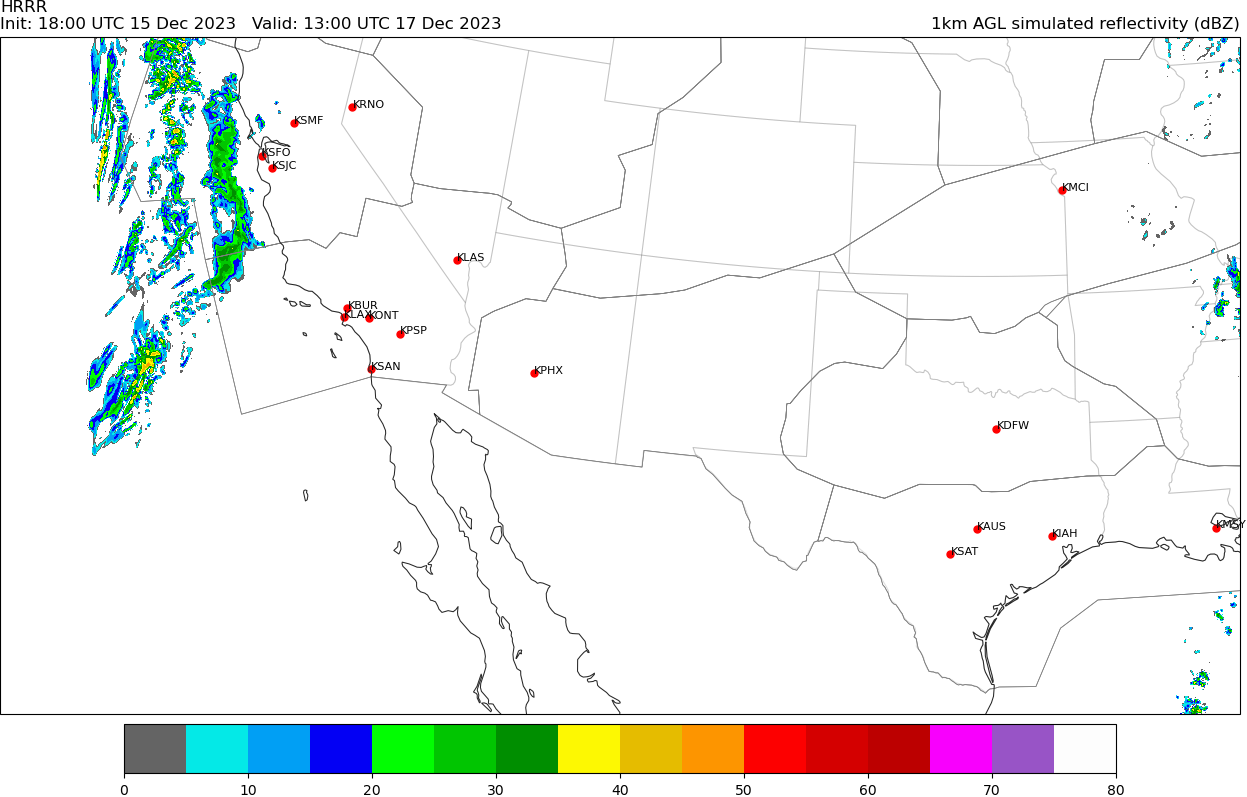 HRRR
Init: 18:00 UTC 15 Dec 2023   Valid: 13:00 UTC 17 Dec 2023
1km AGL simulated reflectivity (dBZ)
KRNO
KSMF
KSFO
KSJC
KMCI
KLAS
KBUR
KLAX
KONT
KPSP
KSAN
KPHX
KDFW
KAUS
KMSY
KIAH
KSAT
0 10 20 30 40 50 60 70 80